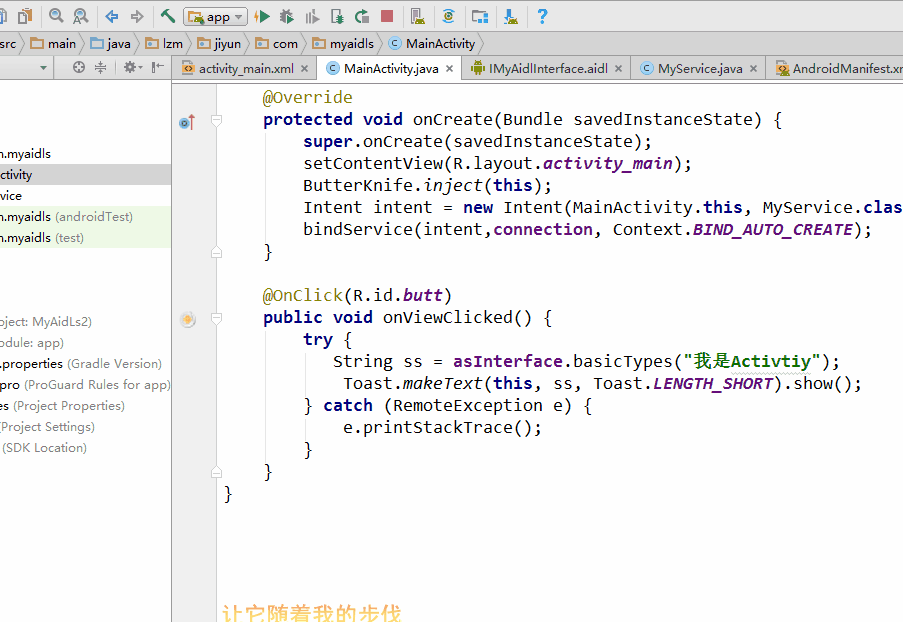 app
src main java lzm jiyun com myaidls MainActivity
activity_main.xml MainActivity.java IMyAidlInterface.aidl MyService.java AndroidManifest.xr
n.myaidls
ctivity
vice
n.myaidls (androidTest)
n.myaidls (test)
oject: MyAidLs2)
odule: app)
.properties (Gradle Version)
pro (ProGuard Rules for app)
es (Project Properties)
(Project Settings)
(SDK Location)
@Override
protected void onCreate(Bundle savedInstanceState) {
super.onCreate(savedInstanceState);
setContentView(R.layout.activity_main);
ButterKnife.inject(this);
Intent intent = new Intent(MainActivity.this, MyService.clas
bindService(intent,connection, Context.BIND_AUTO_CREATE);
}
@OnClick(R.id.butt)
public void onViewClicked() {
try {
String ss = asInterface.basicTypes("我是Activtiy");
Toast.makeText(this, ss, Toast.LENGTH_SHORT).show();
} catch (RemoteException e) {
e.printStackTrace();
}
}
}
让它随着我的步伐